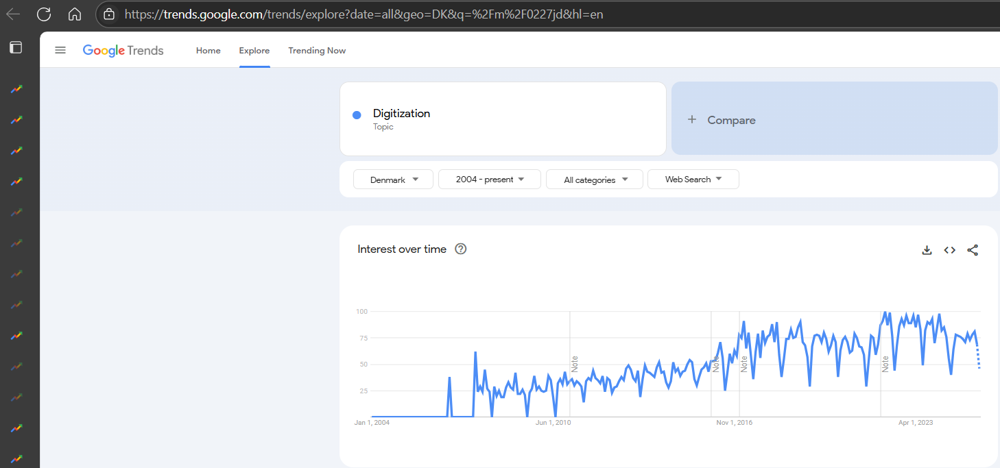 https://trends.google.com/trends/explore?date=all&geo=DK&q=%2Fm%2F0227jd&hl=en
Google Trends
Home
Explore
Trending Now
Digitization
Topic
+ Compare
Denmark
2004 - present
All categories
Web Search
Interest over time
100
75
50
25
Note
Note
Note
Note
Jan 1, 2004
Jun 1, 2010
Nov 1, 2016
Apr 1, 2023